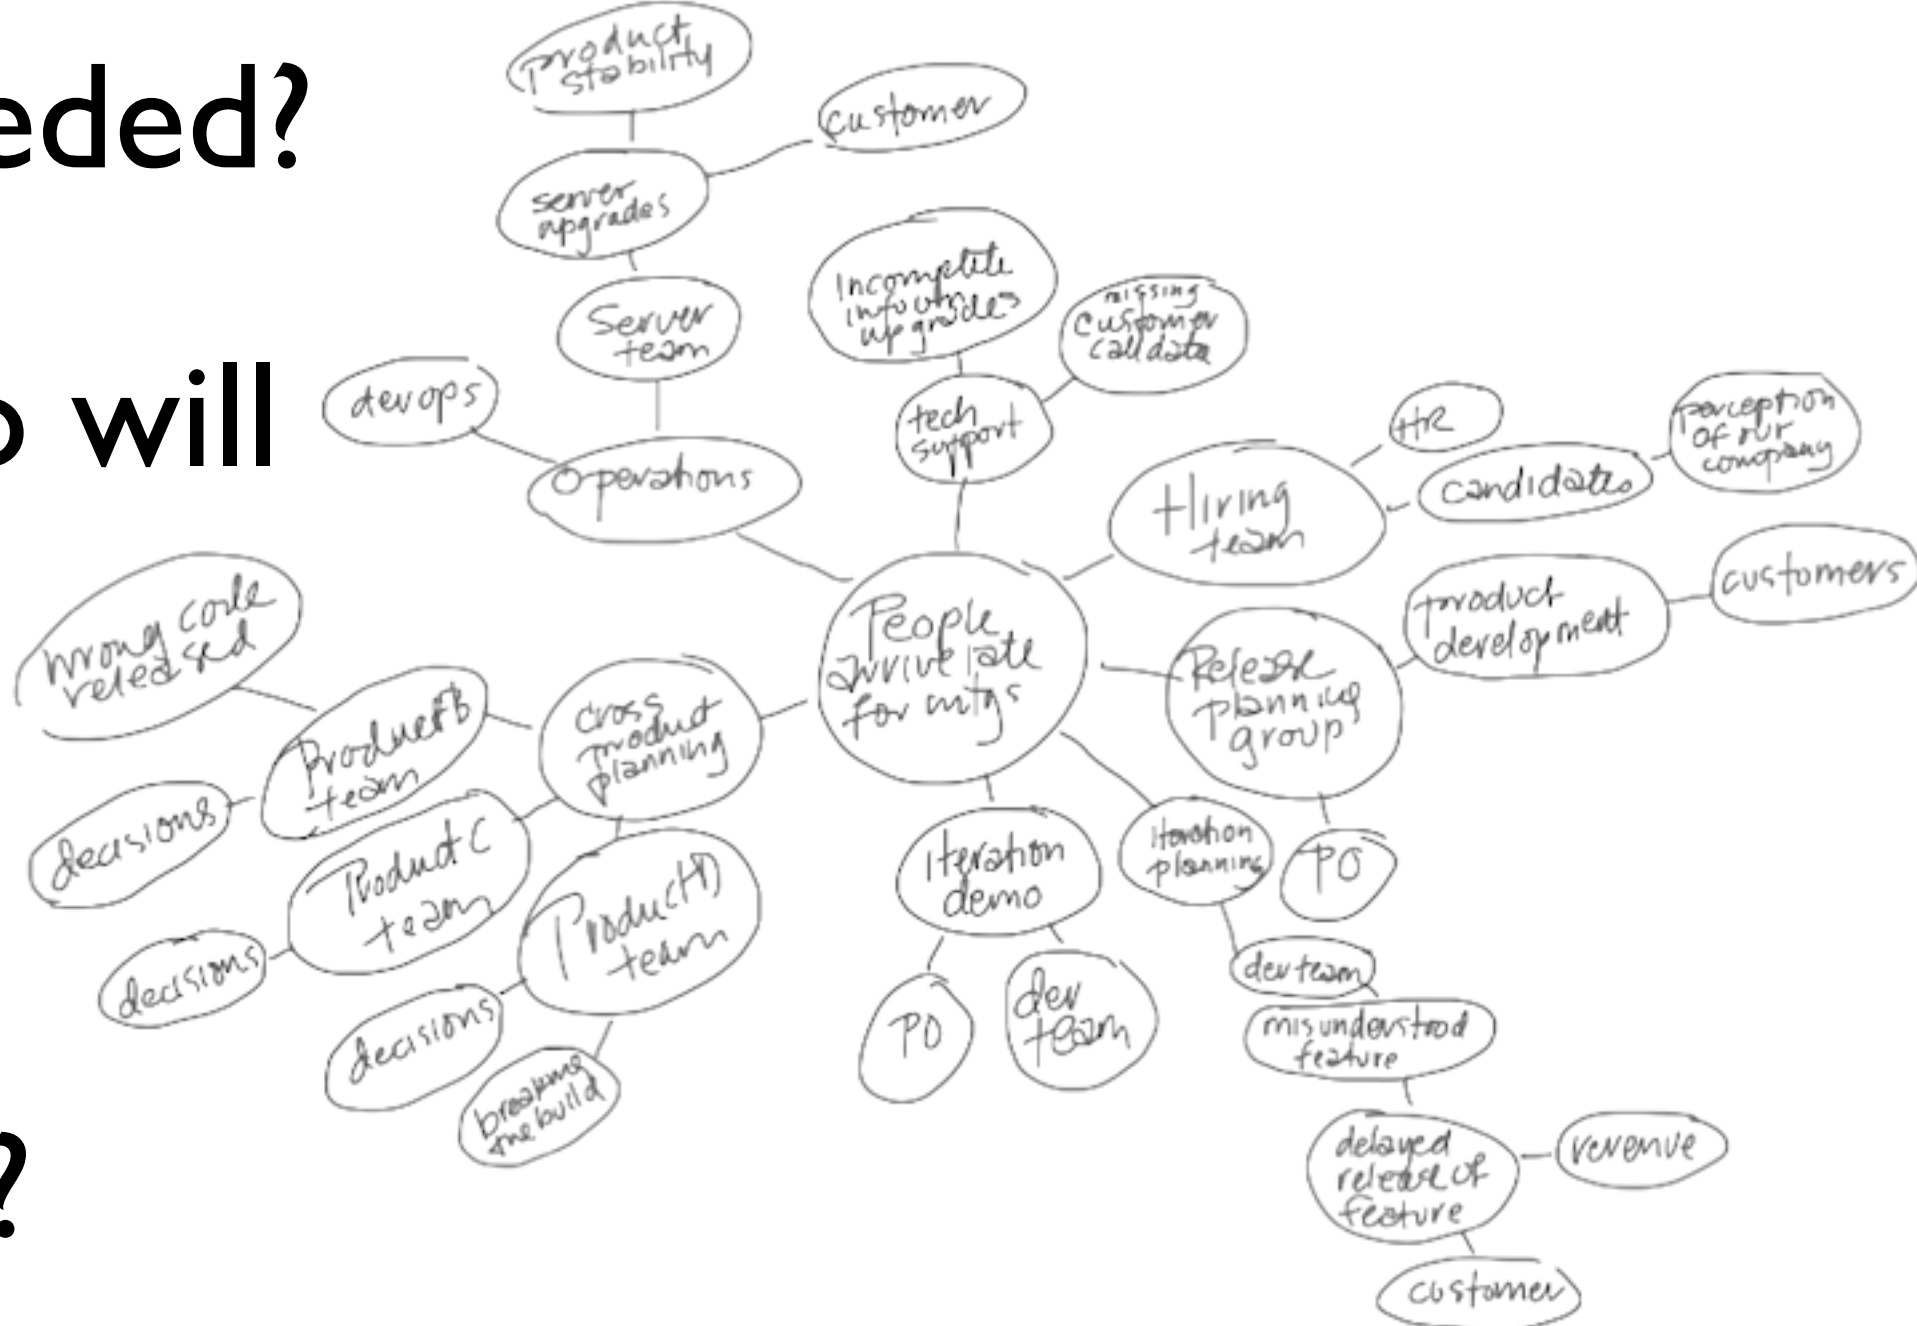 eded?
o will
?
product
stability
customer
server
upgrades
Server
team
devops
Operations
Incomplete
info on
upgrades
missing
customer
call data
tech
support
HR
perception
of our
company
candidates
Hiring
team
product
development
customers
People
arrive late
for mtgs
Release
planning
group
PO
wrong code
released
Product B
team
cross
product
planning
decisions
Product C
team
decisions
Product D
team
decisions
breaking
the build
iteration
demo
PO
dev
team
iteration
planning
dev team
misunderstood
feature
delayed
release of
feature
revenue
customer